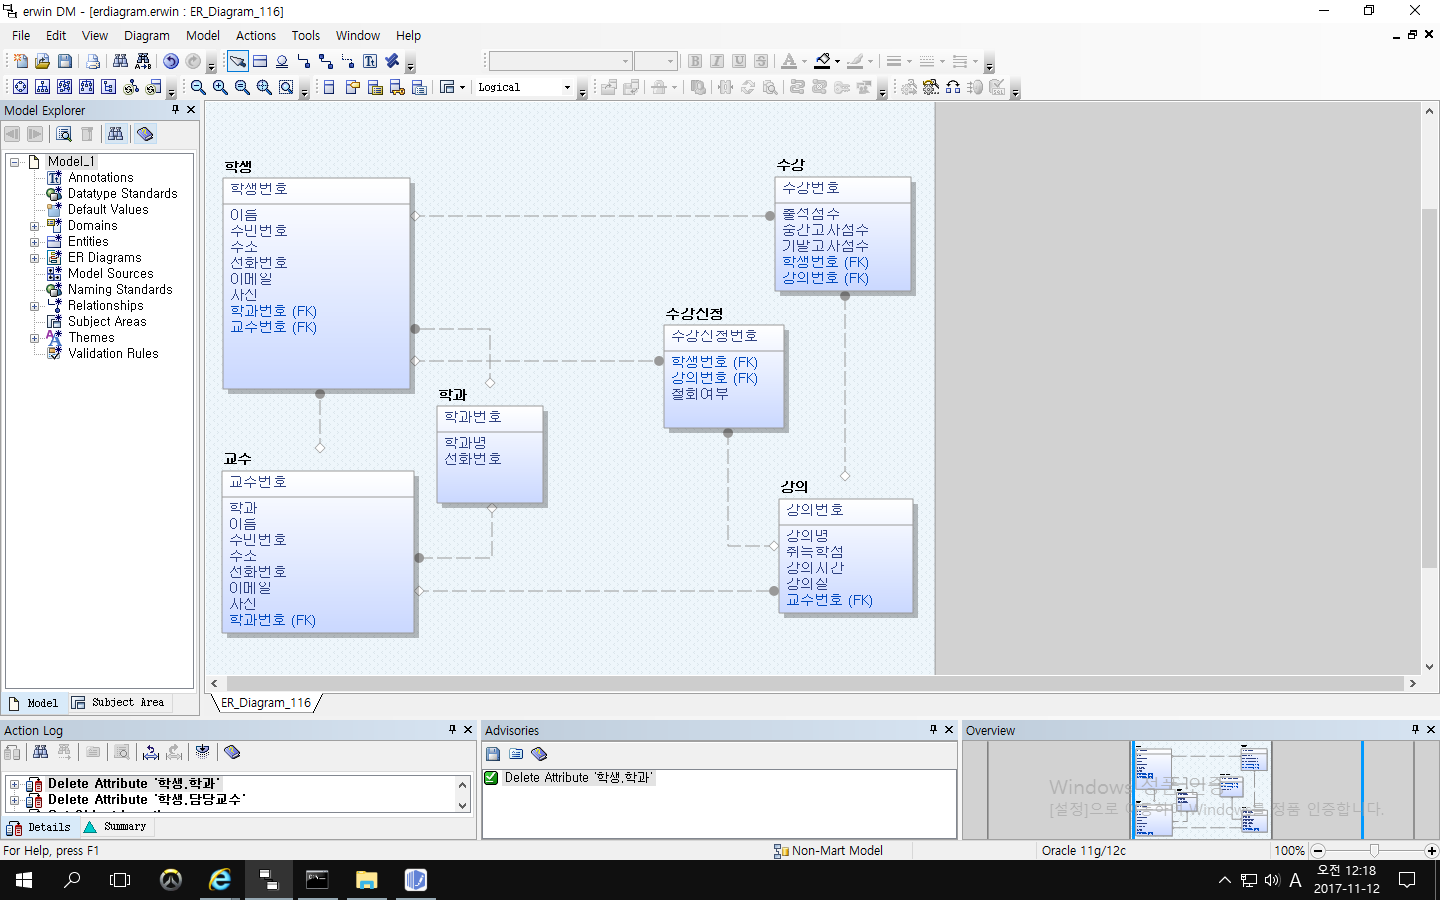 erwin DM - [erdiagram.erwin : ER_Diagram_116]
File Edit View Diagram Model Actions Tools Window Help
Logical
Model Explorer
Model_1
Annotations
Datatype Standards
Default Values
Domains
Entities
ER Diagrams
Model Sources
Naming Standards
Relationships
Subject Areas
Themes
Validation Rules
Model
Subject Area
학생
학생번호
이름
주민번호
주소
전화번호
이메일
사진
학과번호 (FK)
교수번호 (FK)
수강
수강번호
출석점수
중간고사점수
기말고사점수
학생번호 (FK)
강의번호 (FK)
수강신청
수강신청번호
학생번호 (FK)
강의번호 (FK)
철회여부
학과
학과번호
학과명
전화번호
교수
교수번호
학과
이름
주민번호
주소
전화번호
이메일
사진
학과번호 (FK)
강의
강의번호
강의명
취득학점
강의시간
강의실
교수번호 (FK)
ER_Diagram_116
Action Log
Delete Attribute '학생.학과'
Delete Attribute '학생.담당교수'
Details
Summary
Advisories
Delete Attribute '학생.학과'
Overview
Windows 정품 인증
[설정]으로 이동하여 Windows를 정품 인증합니다.
For Help, press F1
Non-Mart Model
Oracle 11g/12c
100%
A
오전 12:18
2017-11-12